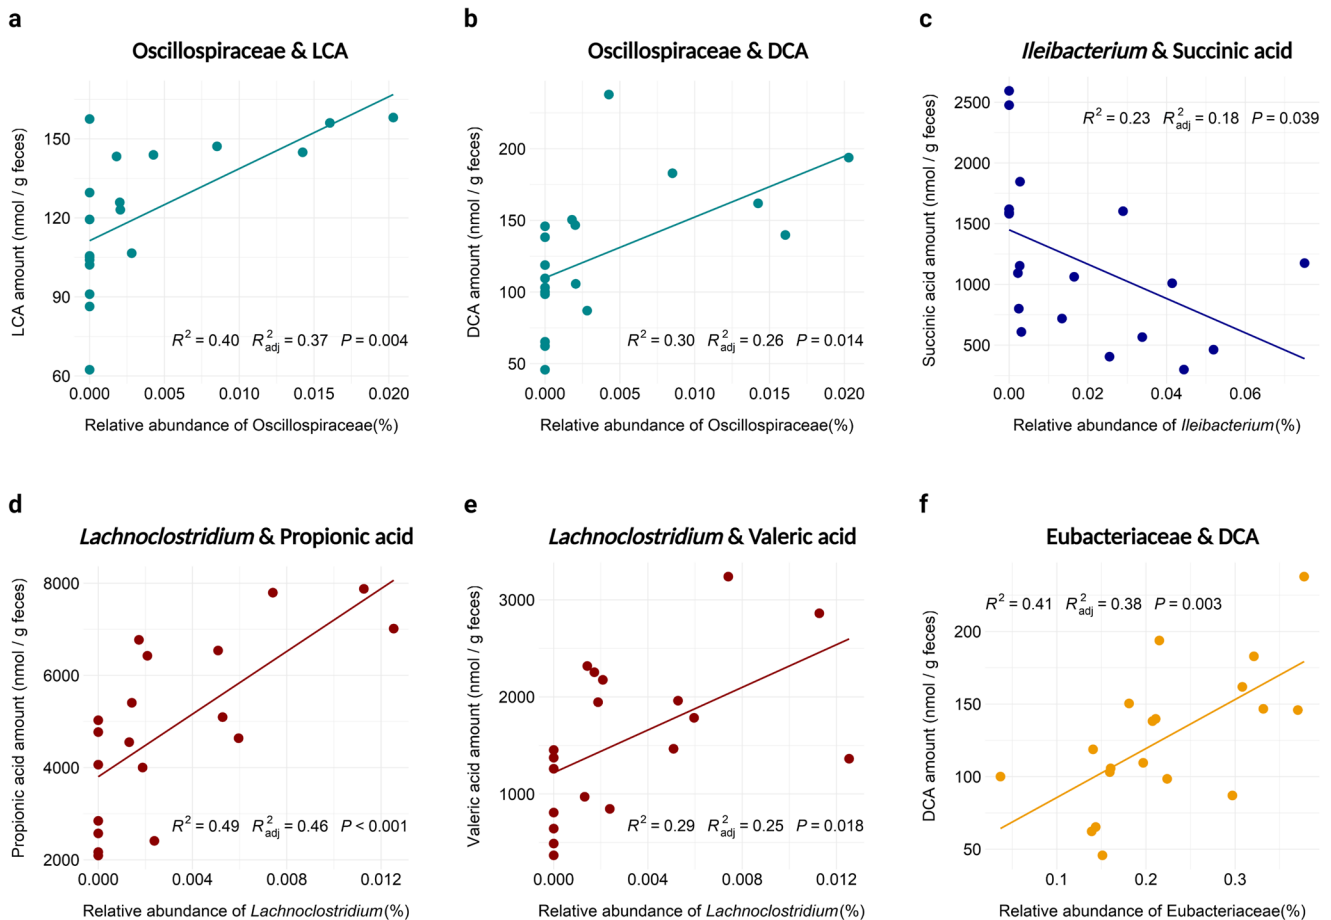 a
Oscillospiraceae & LCA
LCA amount (nmol / g feces)
150
120
90
60
R² = 0.40 R²adj = 0.37 P = 0.004
0.000 0.005 0.010 0.015 0.020
Relative abundance of Oscillospiraceae(%)
b
Oscillospiraceae & DCA
DCA amount (nmol / g feces)
200
150
100
50
R² = 0.30 R²adj = 0.26 P = 0.014
0.000 0.005 0.010 0.015 0.020
Relative abundance of Oscillospiraceae(%)
c
Ileibacterium & Succinic acid
Succinic acid amount (nmol / g feces)
R² = 0.23 R²adj = 0.18 P = 0.039
2500
2000
1500
1000
500
0.00 0.02 0.04 0.06
Relative abundance of Ileibacterium(%)
d
Lachnoclostridium & Propionic acid
Propionic acid amount (nmol / g feces)
8000
6000
4000
2000
R² = 0.49 R²adj = 0.46 P < 0.001
0.000 0.004 0.008 0.012
Relative abundance of Lachnoclostridium(%)
e
Lachnoclostridium & Valeric acid
Valeric acid amount (nmol / g feces)
3000
2000
1000
R² = 0.29 R²adj = 0.25 P = 0.018
0.000 0.004 0.008 0.012
Relative abundance of Lachnoclostridium(%)
f
Eubacteriaceae & DCA
DCA amount (nmol / g feces)
R² = 0.41 R²adj = 0.38 P = 0.003
200
150
100
50
0.1 0.2 0.3
Relative abundance of Eubacteriaceae(%)